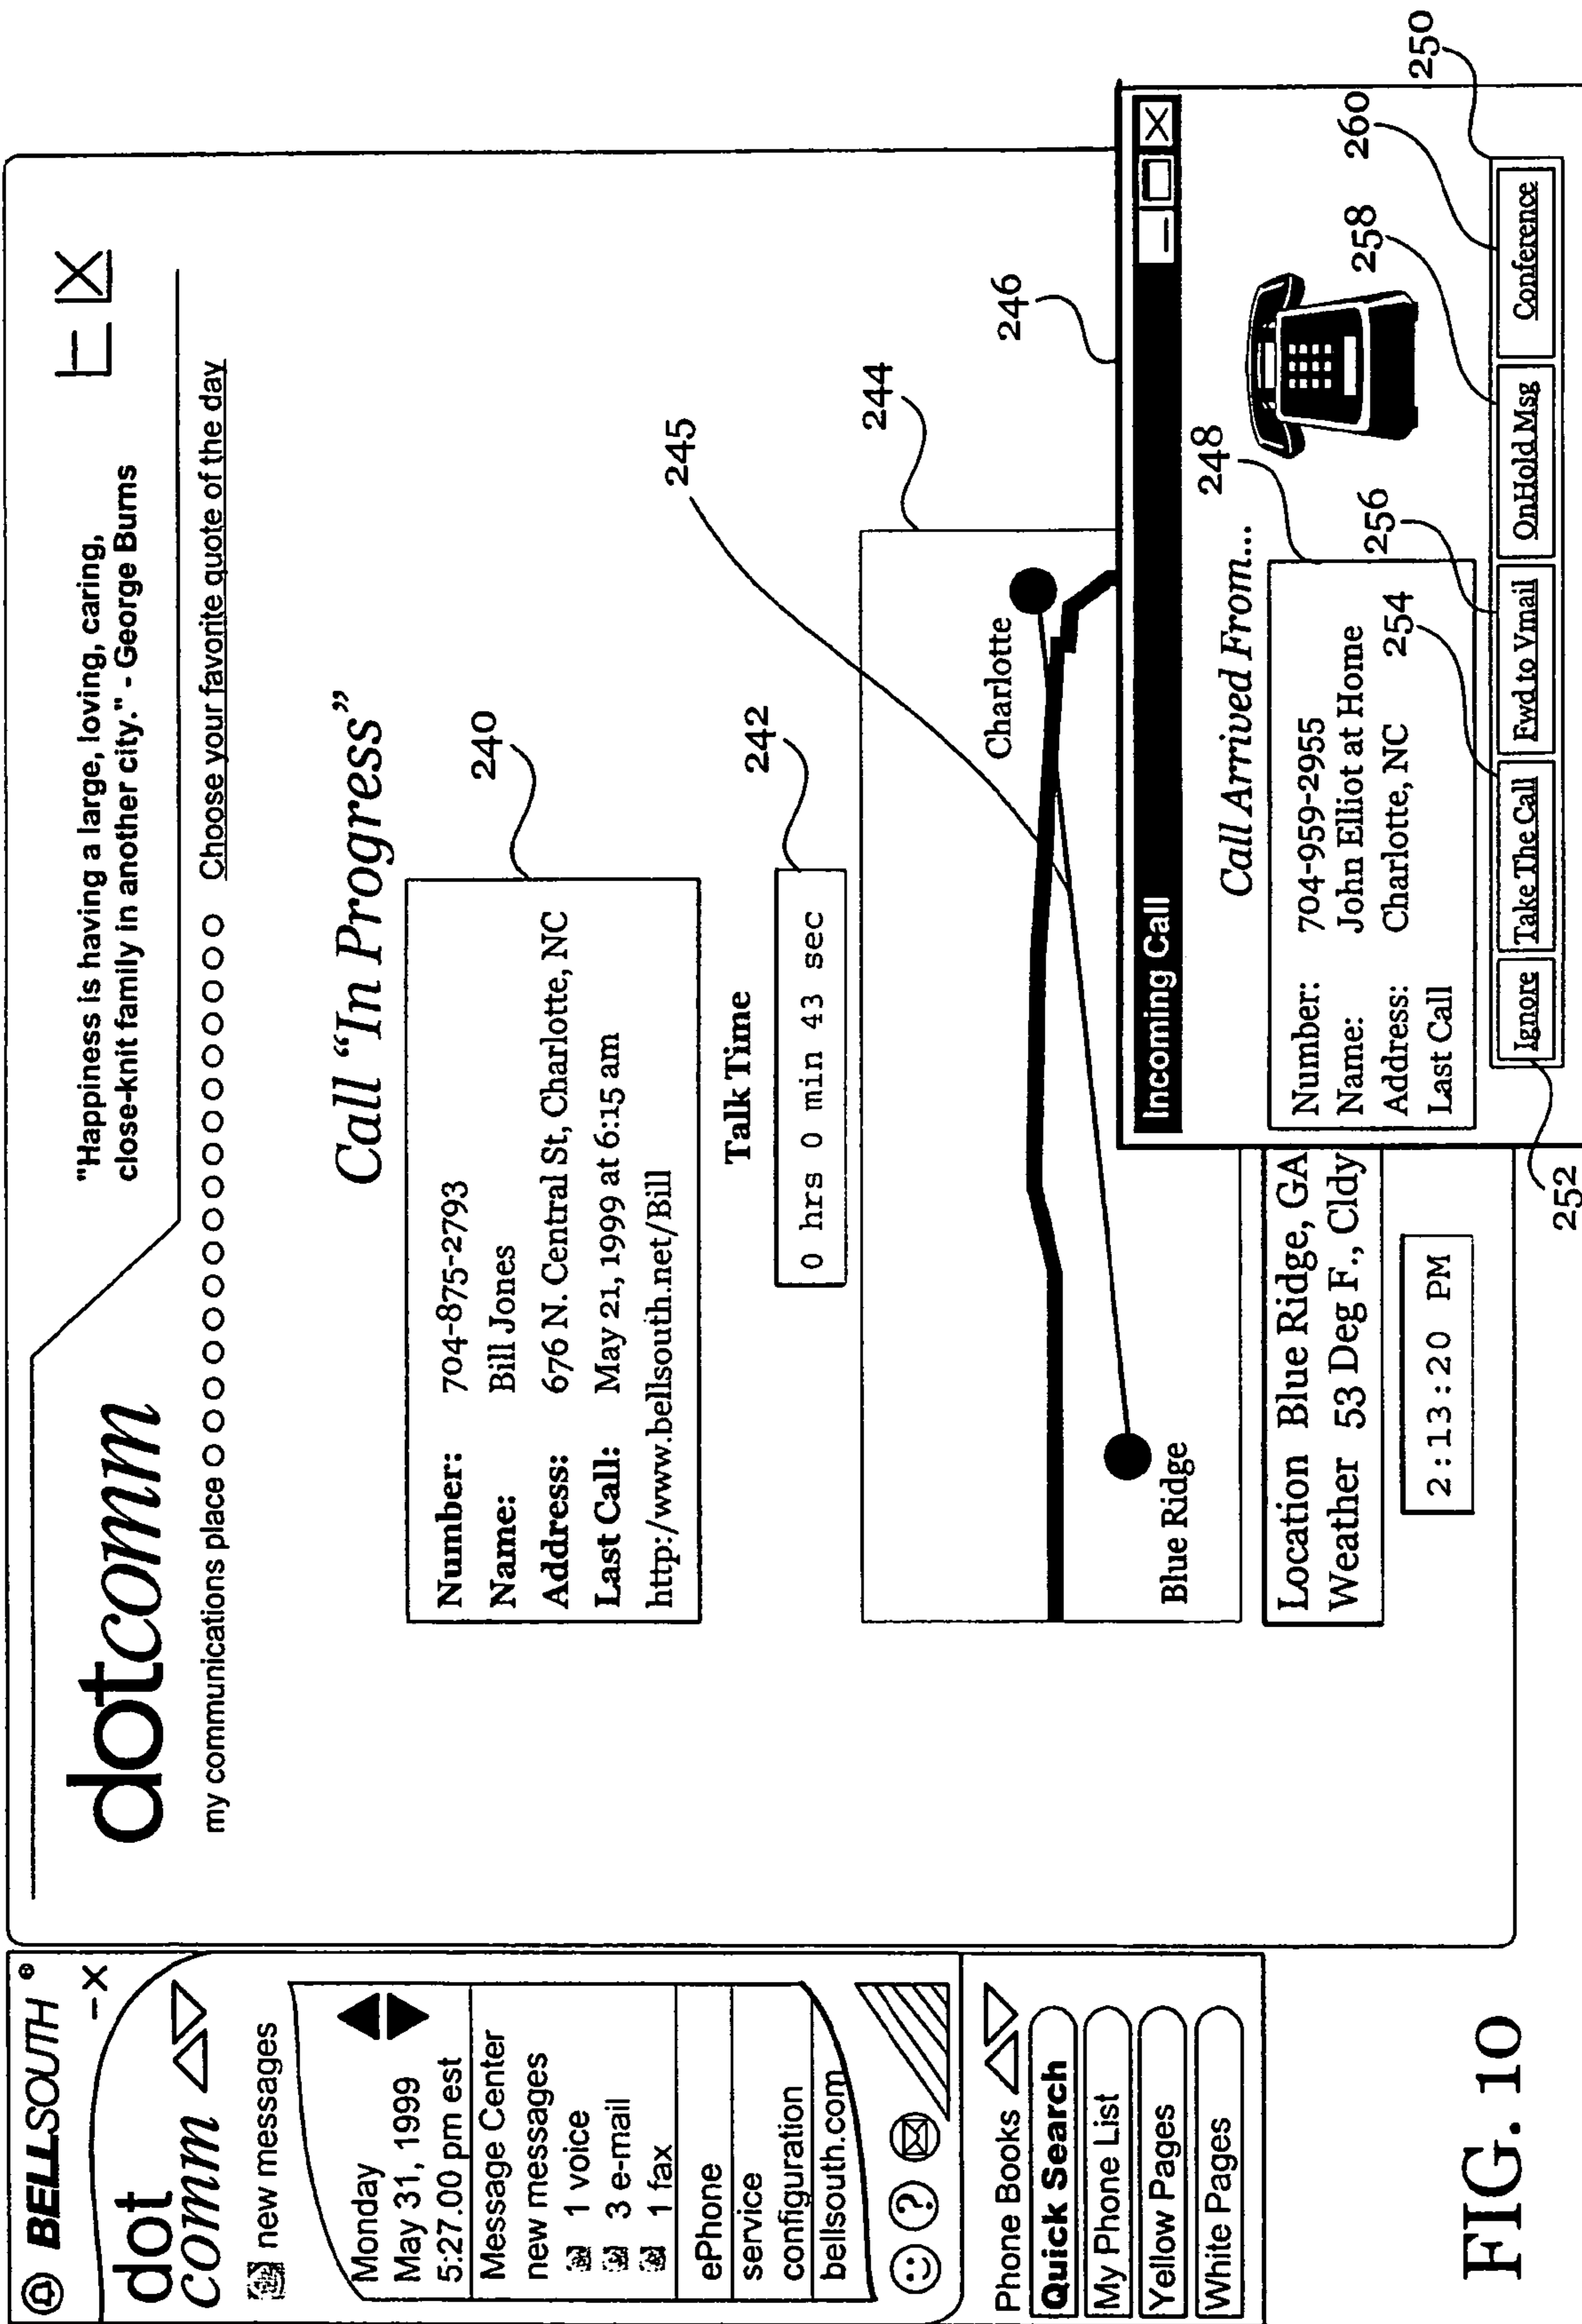 BELLSOUTH ®
–X
dot
comm
new messages
Monday
May 31, 1999
5:27.00 pm est
Message Center
new messages
1 voice
3 e-mail
1 fax
ePhone
service
configuration
bellsouth.com
?
Phone Books
Quick Search
My Phone List
Yellow Pages
White Pages
dotcomm
"Happiness is having a large, loving, caring,
close-knit family in another city." - George Burns
my communications place Choose your favorite quote of the day
Call “In Progress”
Number: 704-875-2793
Name: Bill Jones
Address: 676 N. Central St, Charlotte, NC
Last Call: May 21, 1999 at 6:15 am
http:/www.bellsouth.net/Bill
240
Talk Time
0 hrs 0 min 43 sec
242
245
244
Charlotte
Blue Ridge
246
Location Blue Ridge, GA
Weather 53 Deg F., Cldy
2:13:20 PM
Incoming Call
Call Arrived From...
248
Number: 704-959-2955
Name: John Elliot at Home
Address: Charlotte, NC
Last Call
254
256
258
260
250
Ignore Take The Call Fwd to Vmail OnHold Msg Conference
252
FIG. 10